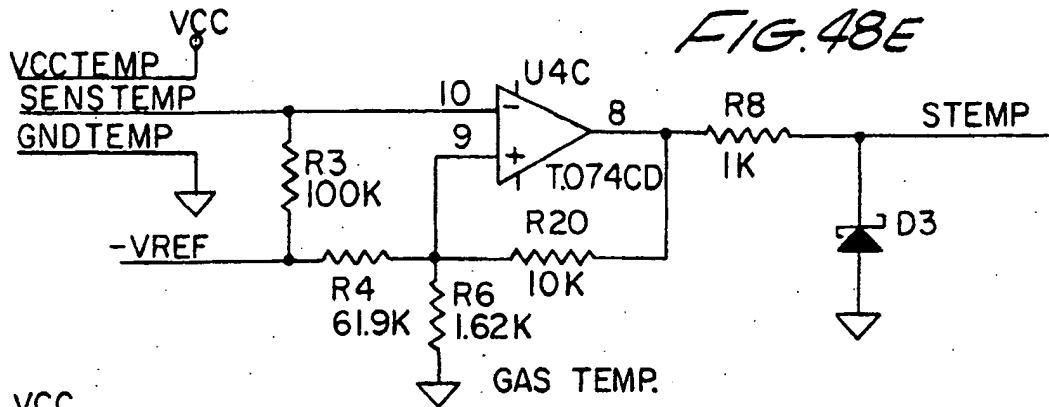 FIG. 48E
VCC
VCCTEMP
SENSTEMP
GNDTEMP
10
9
-
+
U4C
8
T.074CD
R3
100K
R8
1K
STEMP
D3
-VREF
R4
61.9K
R6
1.62K
R20
10K
GAS TEMP.
VCC